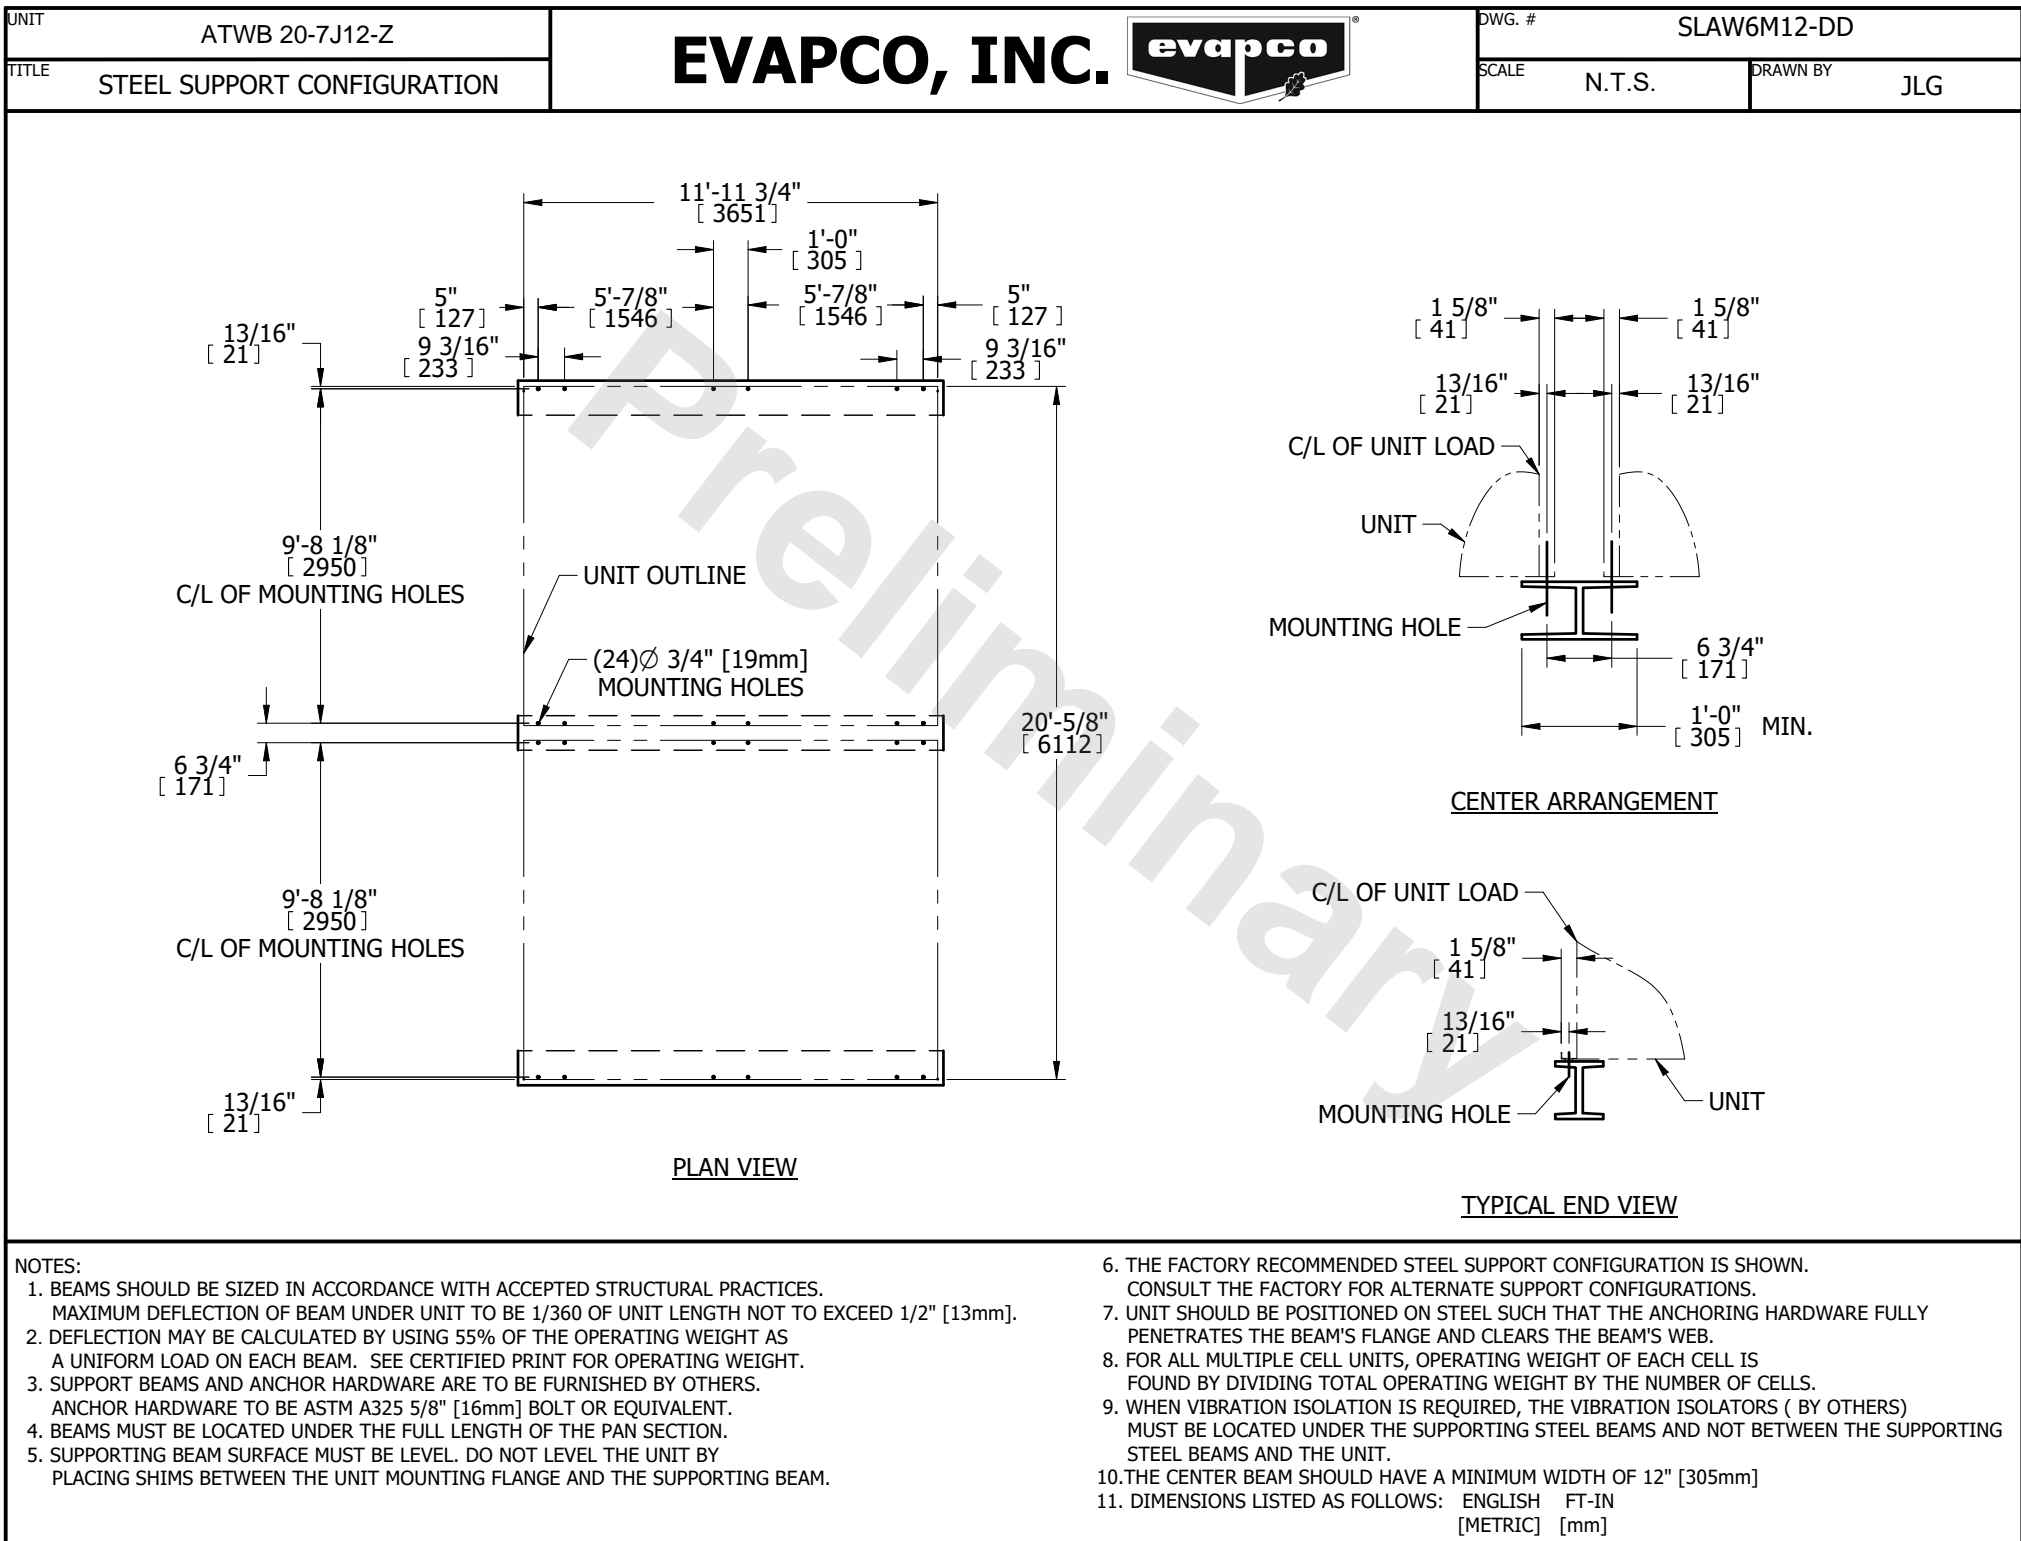 UNIT
ATWB 20-7J12-Z
TITLE
STEEL SUPPORT CONFIGURATION
EVAPCO, INC.
evapco
®
DWG. #
SLAW6M12-DD
SCALE
N.T.S.
DRAWN BY
JLG
11'-11 3/4"
[ 3651]
1'-0"
[ 305 ]
5"
[ 127]
5'-7/8"
[ 1546 ]
5'-7/8"
[ 1546 ]
5"
[ 127 ]
13/16"
[ 21]
9 3/16"
[ 233 ]
9 3/16"
[ 233 ]
9'-8 1/8"
[ 2950]
C/L OF MOUNTING HOLES
UNIT OUTLINE
(24)Ø 3/4" [19mm]
MOUNTING HOLES
20'-5/8"
[ 6112]
6 3/4"
[ 171]
9'-8 1/8"
[ 2950]
C/L OF MOUNTING HOLES
13/16"
[ 21]
PLAN VIEW
Preliminary
1 5/8"
[ 41]
1 5/8"
[ 41]
13/16"
[ 21]
13/16"
[ 21]
C/L OF UNIT LOAD
UNIT
MOUNTING HOLE
6 3/4"
[ 171]
1'-0"
[ 305] MIN.
CENTER ARRANGEMENT
C/L OF UNIT LOAD
1 5/8"
[ 41]
13/16"
[ 21]
MOUNTING HOLE
UNIT
TYPICAL END VIEW
NOTES:
1. BEAMS SHOULD BE SIZED IN ACCORDANCE WITH ACCEPTED STRUCTURAL PRACTICES.
MAXIMUM DEFLECTION OF BEAM UNDER UNIT TO BE 1/360 OF UNIT LENGTH NOT TO EXCEED 1/2" [13mm].
2. DEFLECTION MAY BE CALCULATED BY USING 55% OF THE OPERATING WEIGHT AS
A UNIFORM LOAD ON EACH BEAM. SEE CERTIFIED PRINT FOR OPERATING WEIGHT.
3. SUPPORT BEAMS AND ANCHOR HARDWARE ARE TO BE FURNISHED BY OTHERS.
ANCHOR HARDWARE TO BE ASTM A325 5/8" [16mm] BOLT OR EQUIVALENT.
4. BEAMS MUST BE LOCATED UNDER THE FULL LENGTH OF THE PAN SECTION.
5. SUPPORTING BEAM SURFACE MUST BE LEVEL. DO NOT LEVEL THE UNIT BY
PLACING SHIMS BETWEEN THE UNIT MOUNTING FLANGE AND THE SUPPORTING BEAM.
6. THE FACTORY RECOMMENDED STEEL SUPPORT CONFIGURATION IS SHOWN.
CONSULT THE FACTORY FOR ALTERNATE SUPPORT CONFIGURATIONS.
7. UNIT SHOULD BE POSITIONED ON STEEL SUCH THAT THE ANCHORING HARDWARE FULLY
PENETRATES THE BEAM'S FLANGE AND CLEARS THE BEAM'S WEB.
8. FOR ALL MULTIPLE CELL UNITS, OPERATING WEIGHT OF EACH CELL IS
FOUND BY DIVIDING TOTAL OPERATING WEIGHT BY THE NUMBER OF CELLS.
9. WHEN VIBRATION ISOLATION IS REQUIRED, THE VIBRATION ISOLATORS ( BY OTHERS)
MUST BE LOCATED UNDER THE SUPPORTING STEEL BEAMS AND NOT BETWEEN THE SUPPORTING
STEEL BEAMS AND THE UNIT.
10.THE CENTER BEAM SHOULD HAVE A MINIMUM WIDTH OF 12" [305mm]
11. DIMENSIONS LISTED AS FOLLOWS: ENGLISH FT-IN
[METRIC] [mm]